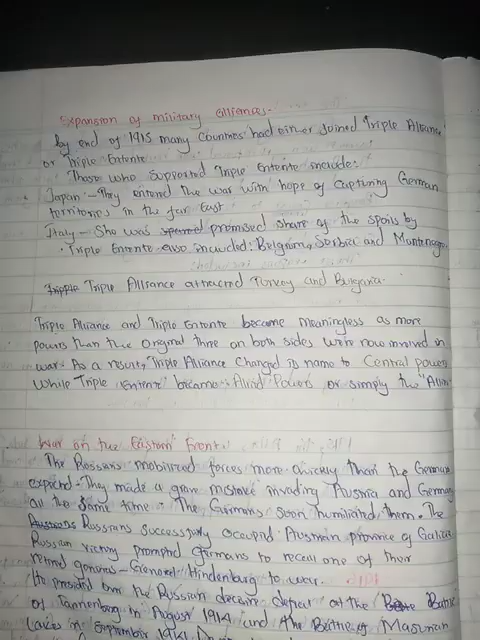 Expansion of military alliances-
by end of 1915 many countries had either joined Triple Alliance
or Triple Entente
Those who supported Triple Entente include:
Japan - They entered the war with hope of capturing German
territories in the far East
Italy - She was promised share of the spoils by
Triple Entente also included: Belgium, Serbia and Montenegro
Triple Alliance attracted Turkey and Bulgaria.
Triple Alliance and Triple Entente became Meaningless as more
powers than the original three on both sides were now involved in
war. As a result, Triple Alliance Changed its name to Central powers
while Triple Entente became Allied Powers or simply the "Allies
War on the Eastern Front.
The Russians mobilized forces more quickly than the Germans
expected. They made a grave mistake invading Austria and Germany
at the same time. The Germans soon humiliated them. The
Russians successfully occupied Austrian province of Galicia
Russian victory prompted Germans to recall one of their
retired generals - General Hindenburg to war.
He presided over the Russian decisive defeat at the Battle
of Tannenburg in August 1914 and the Battle of Masurian
lakes in September 1914.